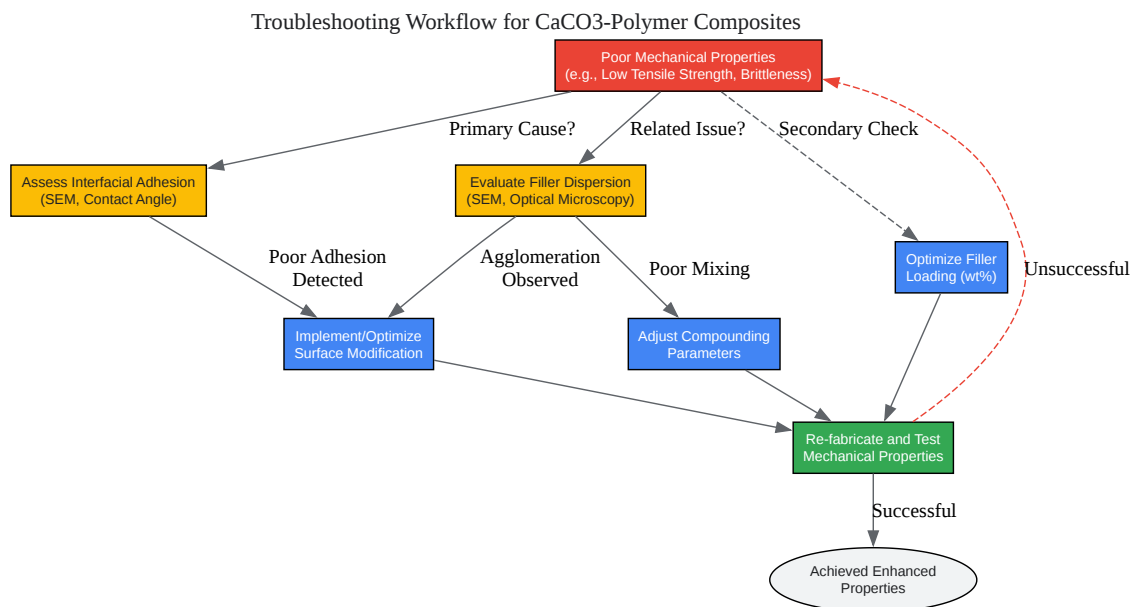 Troubleshooting Workflow for CaCO3-Polymer Composites
Poor Mechanical Properties
(e.g., Low Tensile Strength, Brittleness)
Primary Cause?
Related Issue?
Secondary Check
Assess Interfacial Adhesion
(SEM, Contact Angle)
Evaluate Filler Dispersion
(SEM, Optical Microscopy)
Poor Adhesion
Detected
Agglomeration
Observed
Poor Mixing
Optimize Filler
Loading (wt%)
Unsuccessful
Implement/Optimize
Surface Modification
Adjust Compounding
Parameters
Re-fabricate and Test
Mechanical Properties
Successful
Achieved Enhanced
Properties